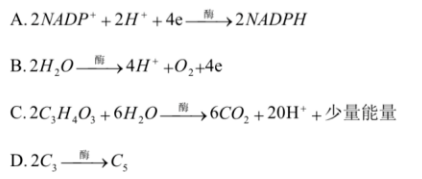 A.2NADP⁺ + 2H⁺ + 4e —酶→ 2NADPH
B.2H₂O —酶→ 4H⁺ +O₂+4e
C.2C₃H₄O₃ + 6H₂O —酶→ 6CO₂ + 20H⁺ + 少量能量
D.2C₃ —酶→ C₅